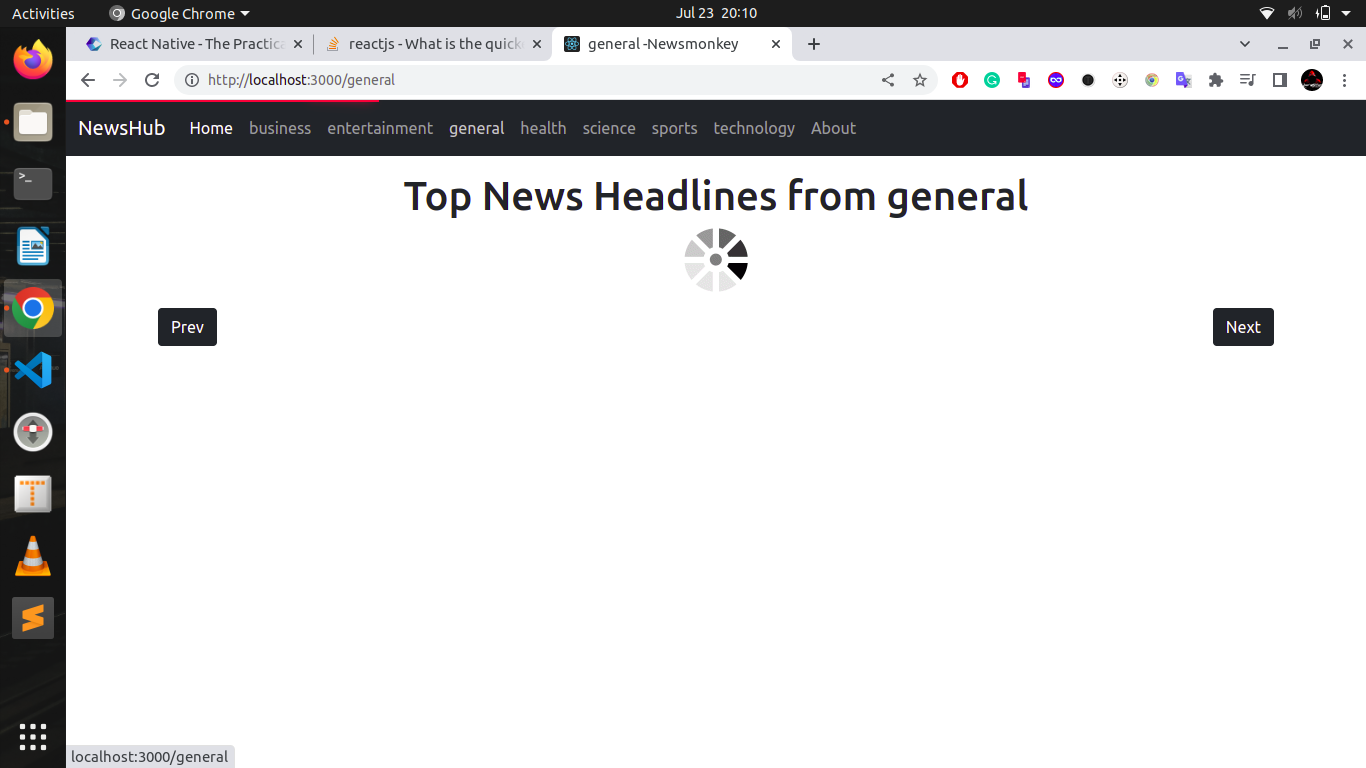 Activities
Google Chrome
Jul 23 20:10
React Native - The Practica
reactjs - What is the quick
general -Newsmonkey
http://localhost:3000/general
NewsHub
Home
business
entertainment
general
health
science
sports
technology
About
Top News Headlines from general
Prev
Next
localhost:3000/general